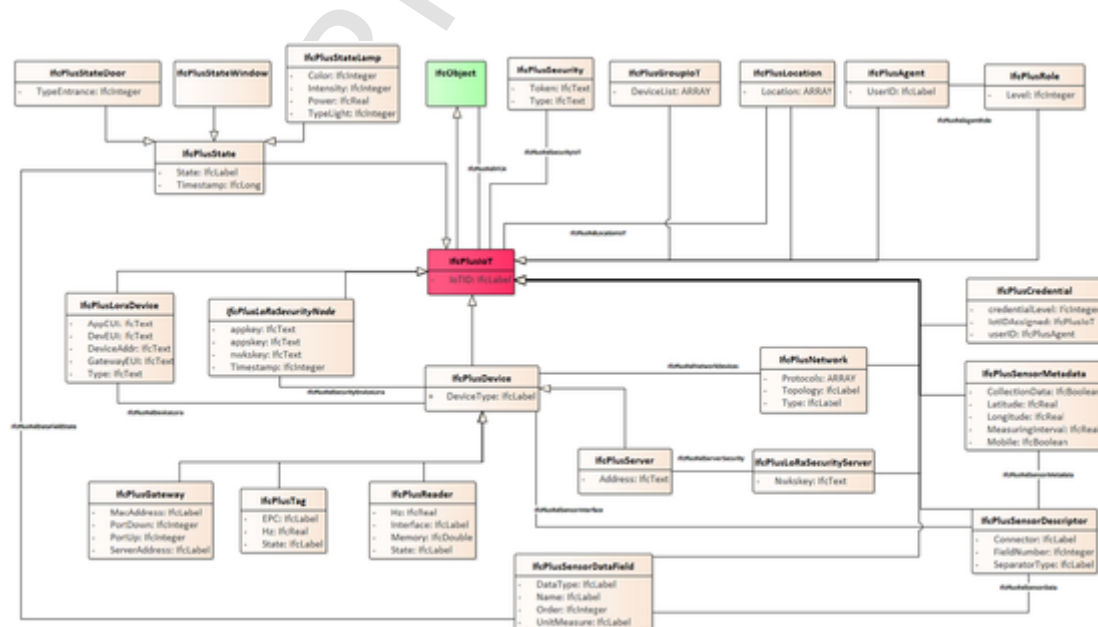 IfcPlusStateDoor
TypeEntrance: IfcInteger
IfcPlusStateWindow
IfcPlusStateLamp
Color: IfcInteger
Intensity: IfcInteger
Power: IfcReal
TypeLight: IfcInteger
IfcObject
IfcPlusSecurity
Token: IfcText
Type: IfcText
IfcPlusGroupIoT
DeviceList: ARRAY
IfcPlusLocation
Location: ARRAY
IfcPlusAgent
UserID: IfcLabel
IfcPlusRole
Level: IfcInteger
IfcPlusState
State: IfcLabel
Timestamp: IfcLong
IfcPlusIoT
IoTID: IfcLabel
IfcPlusLoraDevice
DevEUI: IfcText
DeviceAddr: IfcText
GatewayEUI: IfcText
Type: IfcText
IfcPlusLoRaSecurityNode
appkey: IfcText
appskey: IfcText
nwkskey: IfcText
Timestamp: IfcInteger
IfcPlusDevice
DeviceType: IfcLabel
IfcPlusNetwork
Protocols: ARRAY
Topology: IfcLabel
Type: IfcLabel
IfcPlusCredential
credentialLevel: IfcInteger
IotIDAssigned: IfcPlusIoT
userID: IfcPlusAgent
IfcPlusSensorMetadata
CollectionData: IfcBoolean
Latitude: IfcReal
Longitude: IfcReal
MeasuringInterval: IfcReal
Mobile: IfcBoolean
IfcPlusServer
Address: IfcText
IfcPlusLoRaSecurityServer
Nwkskey: IfcText
IfcPlusGateway
MacAddress: IfcLabel
PortDown: IfcInteger
PortUp: IfcInteger
ServerAddress: IfcLabel
IfcPlusTag
EPC: IfcLabel
Hz: IfcReal
State: IfcLabel
IfcPlusReader
Hz: IfcReal
Interface: IfcLabel
Memory: IfcDouble
State: IfcLabel
IfcPlusSensorDescriptor
Connector: IfcLabel
FieldNumber: IfcInteger
SeparatorType: IfcLabel
IfcPlusSensorDataField
DataType: IfcLabel
Name: IfcLabel
Order: IfcInteger
UnitMeasure: IfcLabel